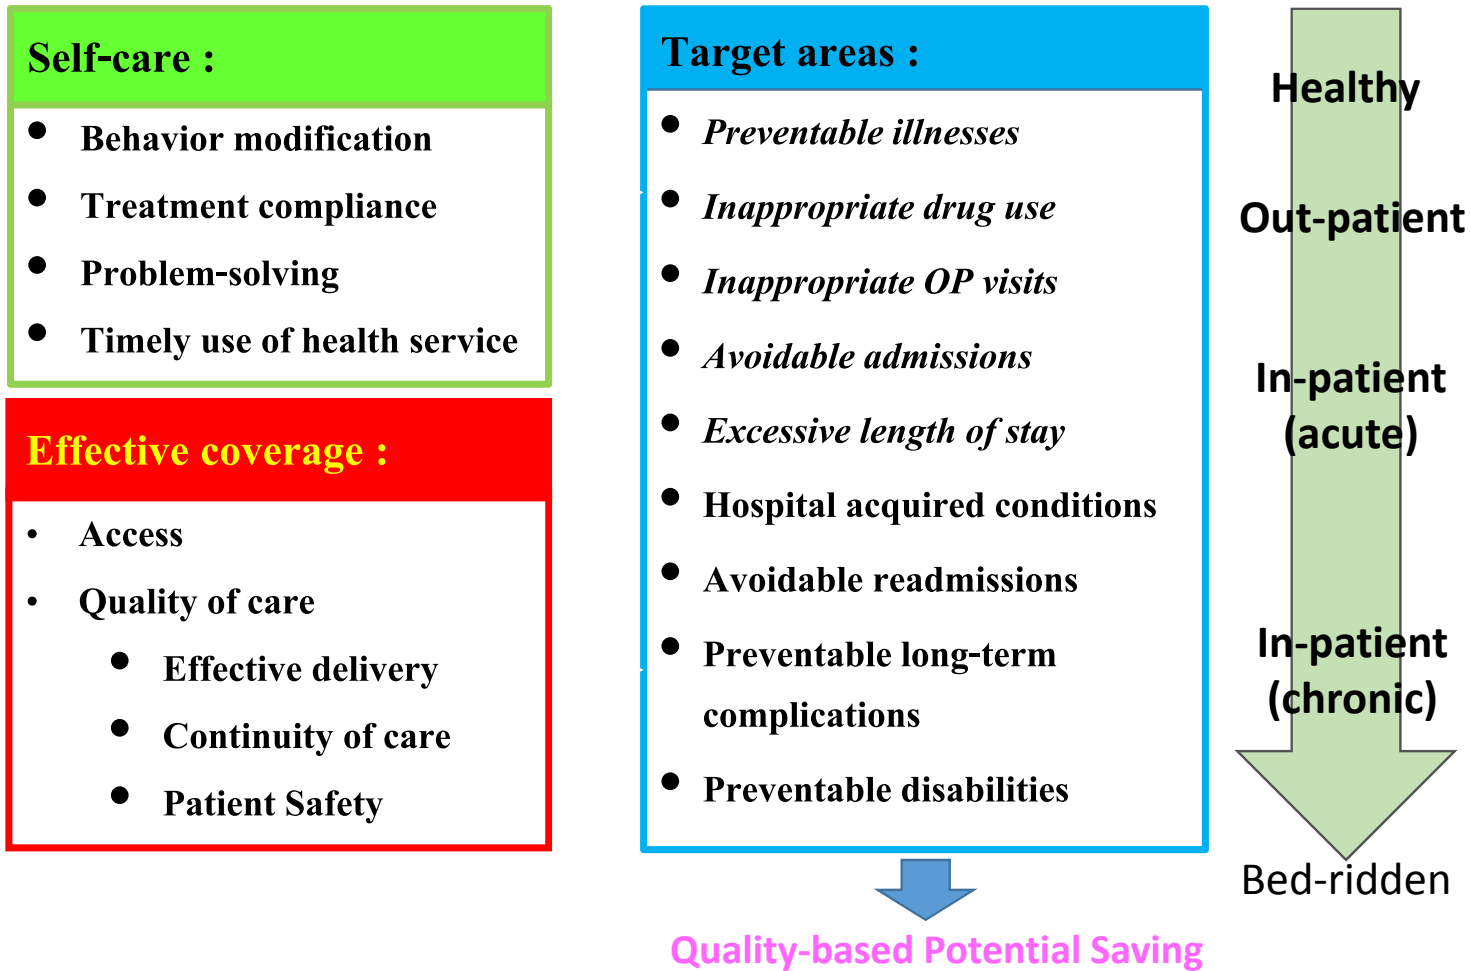 Self-care :
• Behavior modification
• Treatment compliance
• Problem-solving
• Timely use of health service
Effective coverage :
• Access
• Quality of care
• Effective delivery
• Continuity of care
• Patient Safety
Target areas :
• Preventable illnesses
• Inappropriate drug use
• Inappropriate OP visits
• Avoidable admissions
• Excessive length of stay
• Hospital acquired conditions
• Avoidable readmissions
• Preventable long-term
complications
• Preventable disabilities
Quality-based Potential Saving
Healthy
Out-patient
In-patient
(acute)
In-patient
(chronic)
Bed-ridden